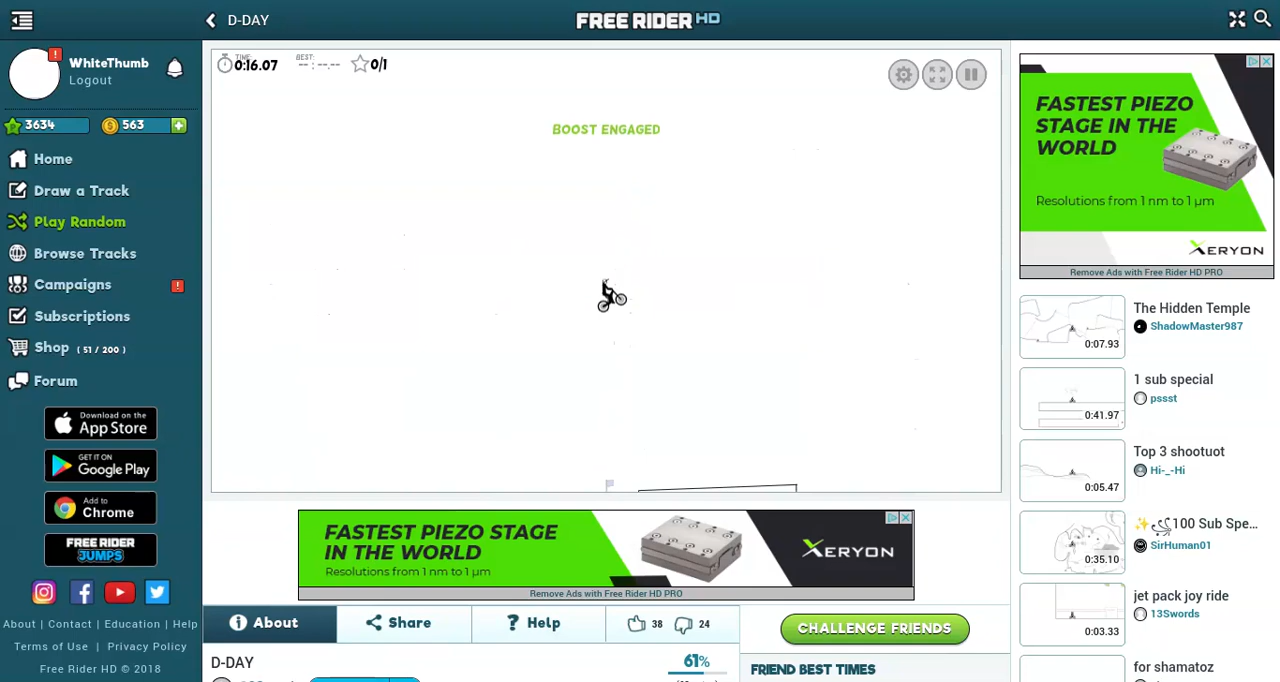 D-DAY
FREE RIDER HD
WhiteThumb
Logout
3634
563
Home
Draw a Track
Play Random
Browse Tracks
Campaigns
Subscriptions
Shop ( 51 / 200 )
Forum
Download on the
App Store
GET IT ON
Google Play
Add to
Chrome
FREE RIDER
JUMPS
About | Contact | Education | Help
Terms of Use | Privacy Policy
Free Rider HD © 2018
TIME:
0:16.07
BEST:
-- : --.--
0/1
BOOST ENGAGED
FASTEST PIEZO STAGE
IN THE WORLD
Resolutions from 1 nm to 1 µm
XERYON
Remove Ads with Free Rider HD PRO
About
Share
Help
38
24
CHALLENGE FRIENDS
D-DAY
61%
FRIEND BEST TIMES
FASTEST PIEZO
STAGE IN THE
WORLD
Resolutions from 1 nm to 1 µm
XERYON
Remove Ads with Free Rider HD PRO
The Hidden Temple
ShadowMaster987
0:07.93
1 sub special
pssst
0:41.97
Top 3 shootuot
Hi-_-Hi
0:05.47
100 Sub Spe...
SirHuman01
0:35.10
jet pack joy ride
13Swords
0:03.33
for shamatoz